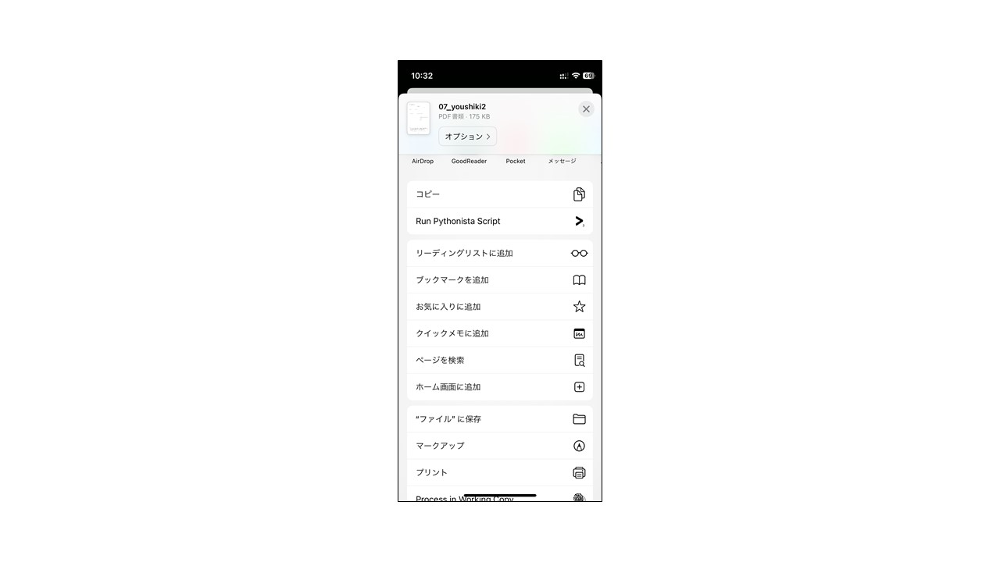 10:32
69
07_youshiki2
PDF書類 · 175 KB
オプション
AirDrop
GoodReader
Pocket
メッセージ
コピー
Run Pythonista Script
リーディングリストに追加
ブックマークを追加
お気に入りに追加
クイックメモに追加
ページを検索
ホーム画面に追加
“ファイル” に保存
マークアップ
プリント
Process in Working Copy